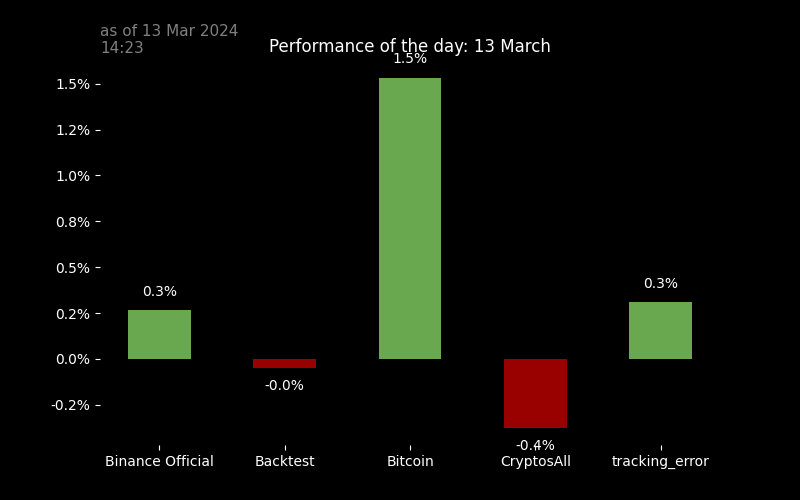 as of 13 Mar 2024
14:23
Performance of the day: 13 March
1.5%
1.5%
1.2%
1.0%
0.8%
0.5%
0.2%
0.0%
-0.2%
0.3%
-0.0%
-0.4%
0.3%
Binance Official
Backtest
Bitcoin
CryptosAll
tracking_error